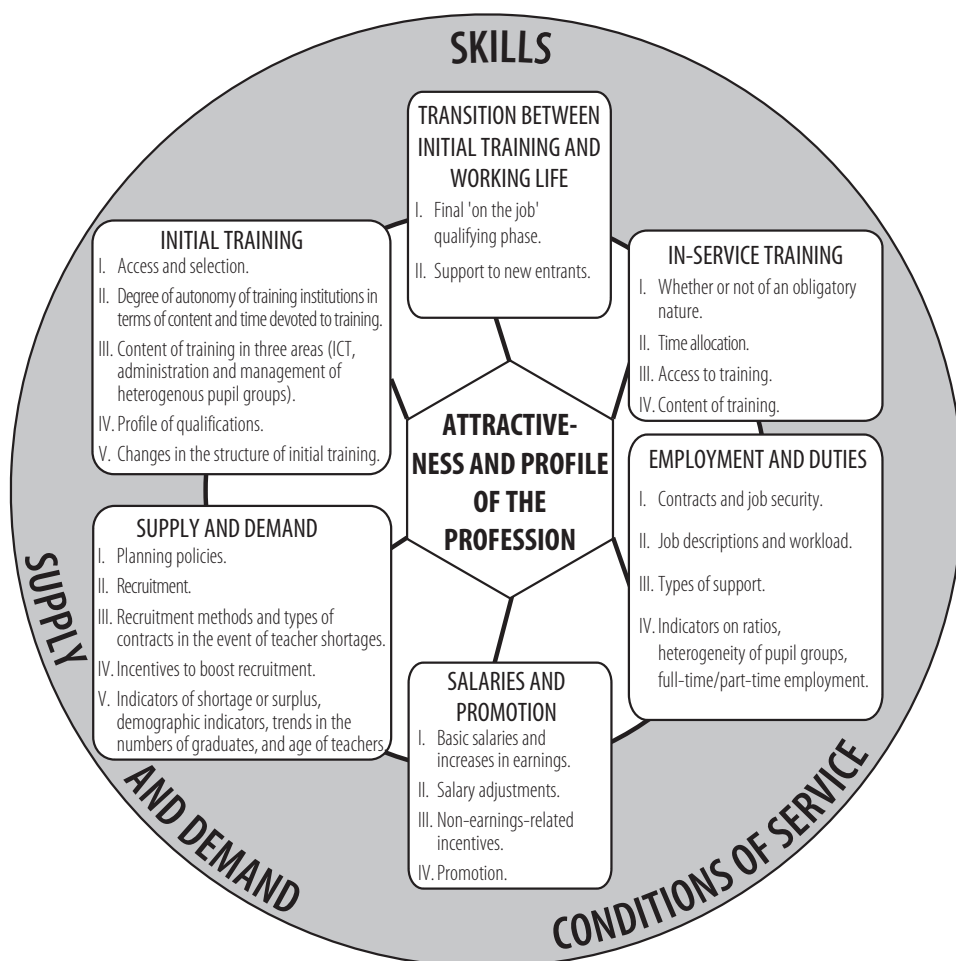 SKILLS
TRANSITION BETWEEN
INITIAL TRAINING AND
WORKING LIFE
I. Final 'on the job'
qualifying phase.
II. Support to new entrants.
INITIAL TRAINING
I. Access and selection.
II. Degree of autonomy of training institutions in
terms of content and time devoted to training.
III. Content of training in three areas (ICT,
administration and management of
heterogenous pupil groups).
IV. Profile of qualifications.
V. Changes in the structure of initial training.
IN-SERVICE TRAINING
I. Whether or not of an obligatory
nature.
II. Time allocation.
III. Access to training.
IV. Content of training.
ATTRACTIVE-
NESS AND PROFILE
OF THE
PROFESSION
SUPPLY AND DEMAND
I. Planning policies.
II. Recruitment.
III. Recruitment methods and types of
contracts in the event of teacher shortages.
IV. Incentives to boost recruitment.
V. Indicators of shortage or surplus,
demographic indicators, trends in the
numbers of graduates, and age of teachers
EMPLOYMENT AND DUTIES
I. Contracts and job security.
II. Job descriptions and workload.
III. Types of support.
IV. Indicators on ratios,
heterogeneity of pupil groups,
full-time/part-time employment.
SALARIES AND
PROMOTION
I. Basic salaries and
increases in earnings.
II. Salary adjustments.
III. Non-earnings-related
incentives.
IV. Promotion.
SUPPLY
AND DEMAND
CONDITIONS OF SERVICE